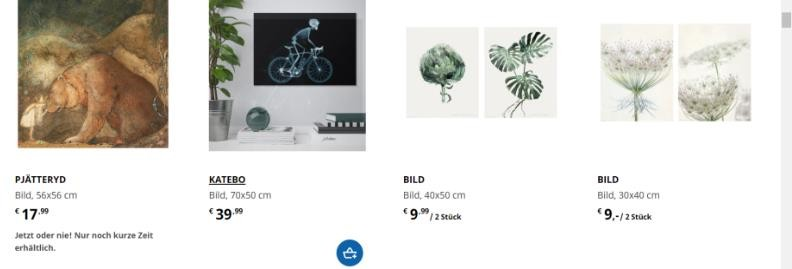 PJÄTTERYD
Bild, 56x56 cm
€ 17.99
Jetzt oder nie! Nur noch kurze Zeit
erhältlich.
KATEBO
Bild, 70x50 cm
€ 39.99
BILD
Bild, 40x50 cm
€ 9.99 / 2 Stück
BILD
Bild, 30x40 cm
€ 9,-/ 2 Stück